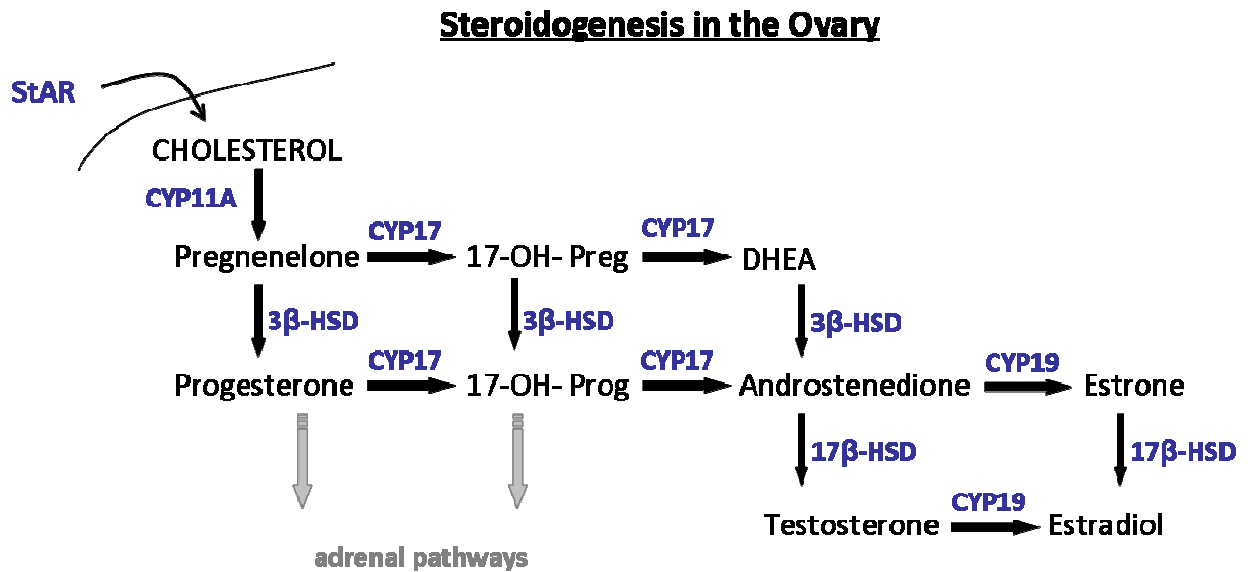 Steroidogenesis in the Ovary
StAR
CHOLESTEROL
CYP11A
CYP17
CYP17
Pregnenelone
17-OH- Preg
DHEA
3β-HSD
3β-HSD
3β-HSD
CYP17
CYP17
CYP19
Progesterone
17-OH- Prog
Androstenedione
Estrone
17β-HSD
17β-HSD
CYP19
Testosterone
Estradiol
adrenal pathways